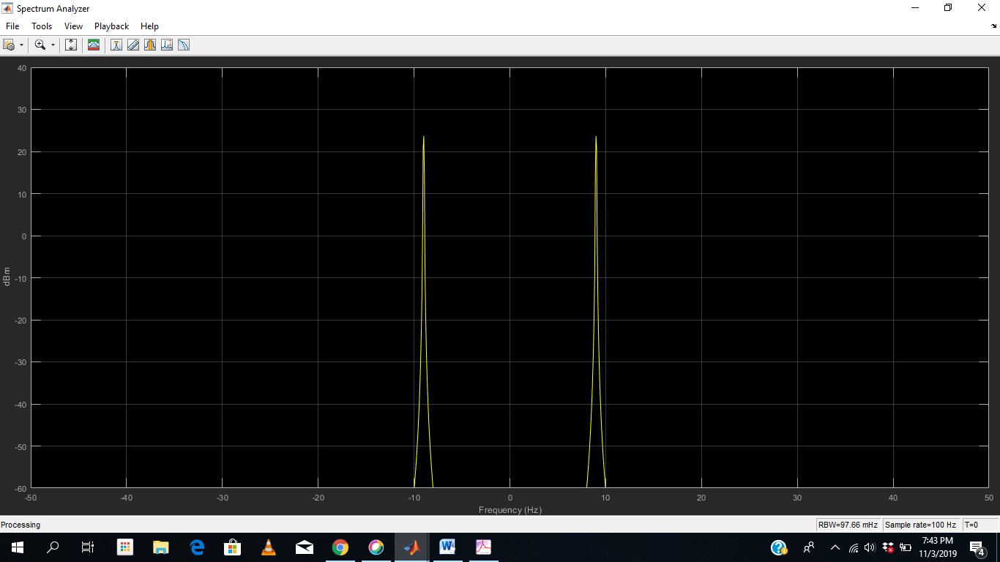 Spectrum Analyzer
File Tools View Playback Help
40
30
20
10
0
-10
-20
-30
-40
-50
-60
dBm
-50 -40 -30 -20 -10 0 10 20 30 40 50
Frequency (Hz)
Processing RBW=97.66 mHz Sample rate=100 Hz T=0
7:43 PM
11/3/2019
4